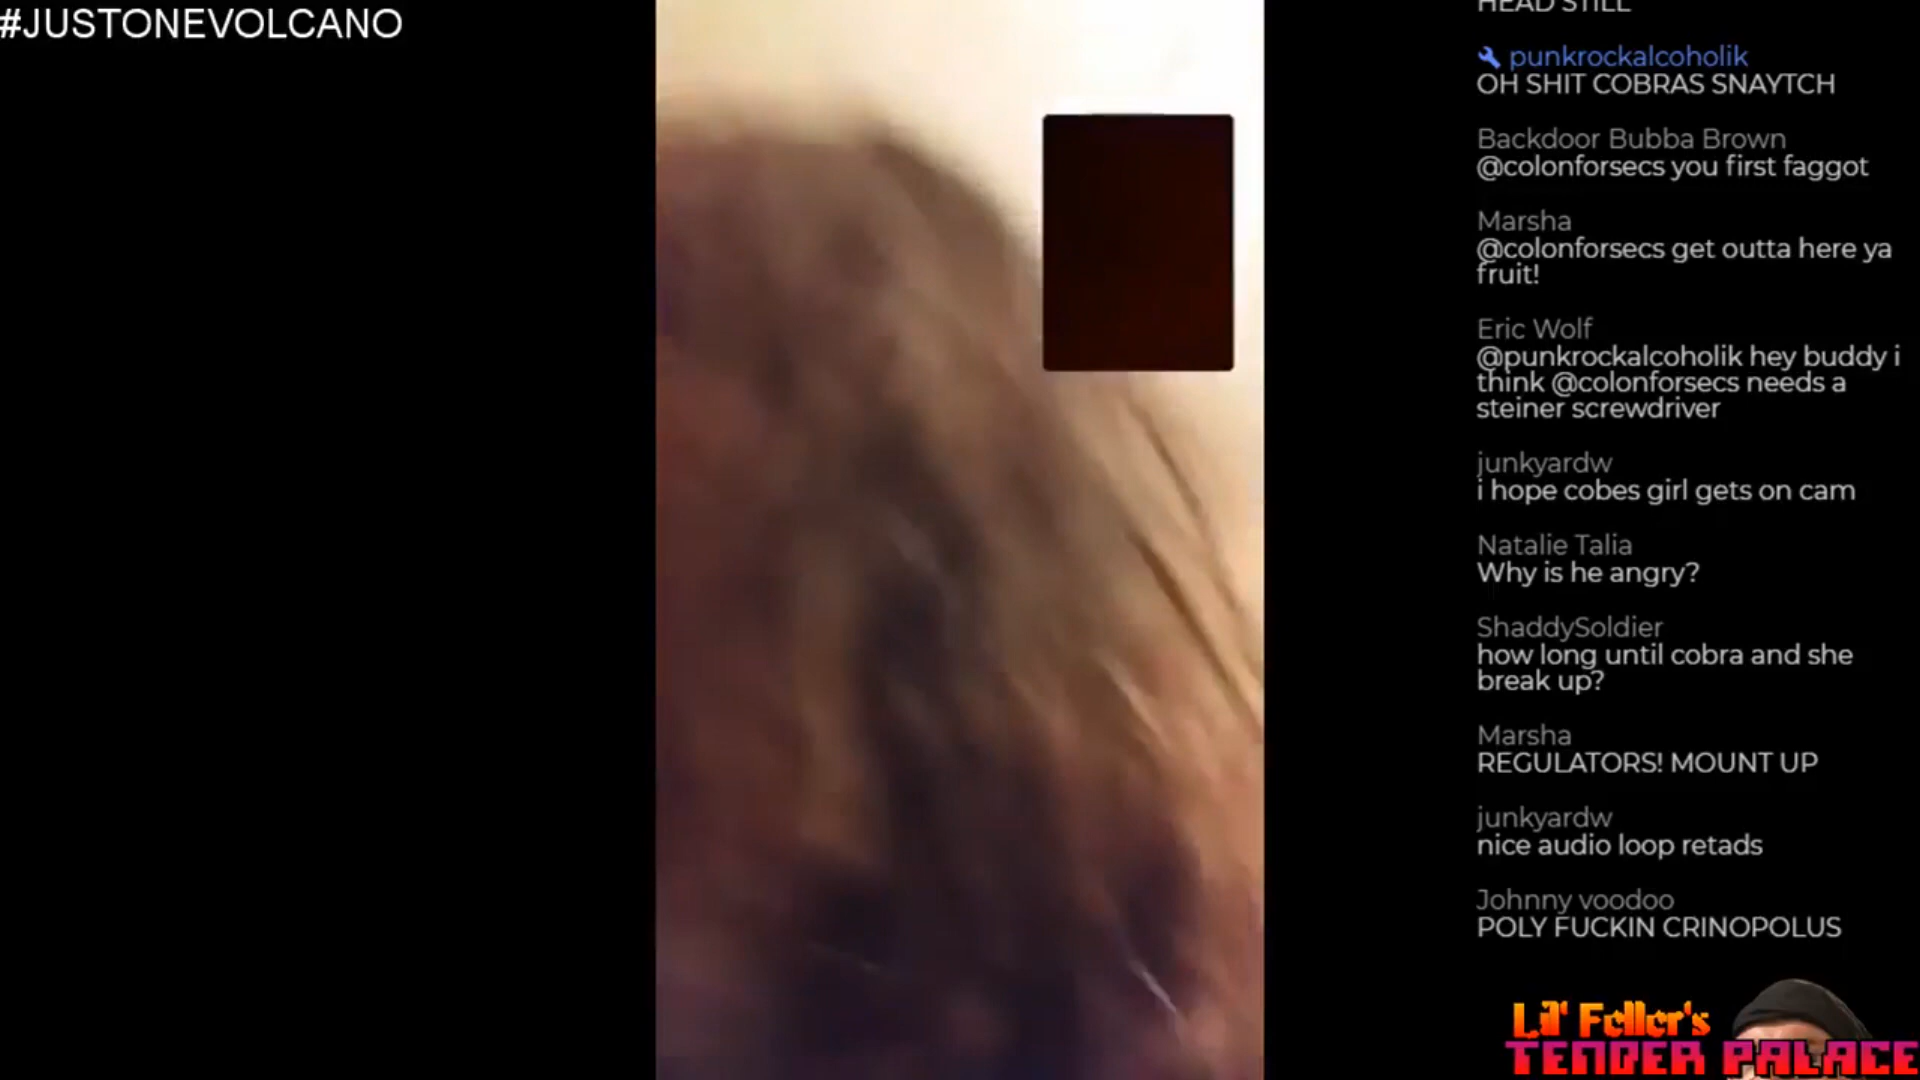 #JUSTONEVOLCANO
HEAD STILL
punkrockalcoholik
OH SHIT COBRAS SNAYTCH
Backdoor Bubba Brown
@colonforsecs you first faggot
Marsha
@colonforsecs get outta here ya
fruit!
Eric Wolf
@punkrockalcoholik hey buddy i
think @colonforsecs needs a
steiner screwdriver
junkyardw
i hope cobes girl gets on cam
Natalie Talia
Why is he angry?
ShaddySoldier
how long until cobra and she
break up?
Marsha
REGULATORS! MOUNT UP
junkyardw
nice audio loop retads
Johnny voodoo
POLY FUCKIN CRINOPOLUS
Lil' Feller's
TENDER PALACE